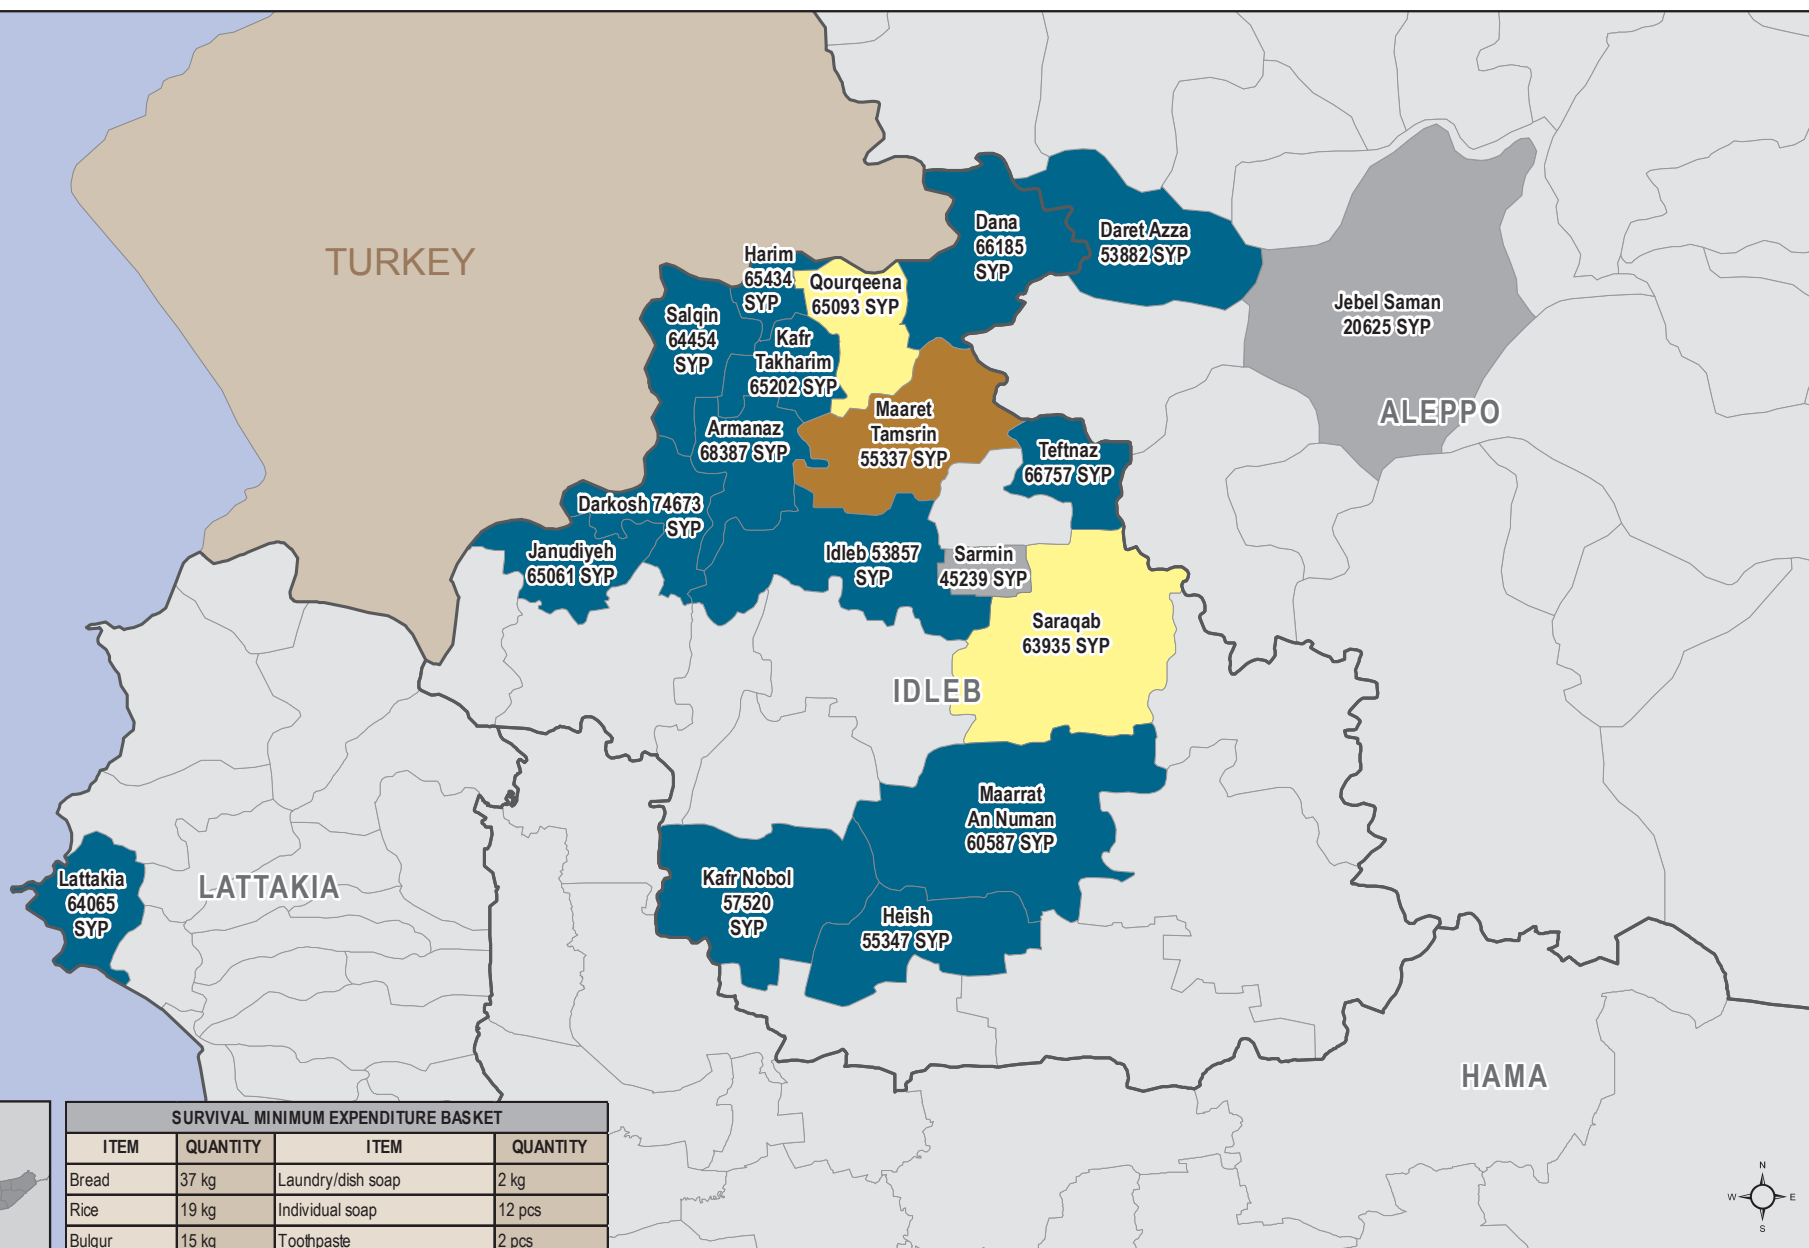 TURKEY
Dana
66185
SYP
Daret Azza
53882 SYP
Harim
65434
SYP
Qourqeena
65093 SYP
Jebel Saman
20625 SYP
Salqin
64454
SYP
Kafr
Takharim
65202 SYP
ALEPPO
Maaret
Tamsrin
55337 SYP
Armanaz
68387 SYP
Teftnaz
66757 SYP
Darkosh 74673
SYP
Janudiyeh
65061 SYP
Idleb 53857
SYP
Sarmin
45239 SYP
Saraqab
63935 SYP
IDLEB
Maarrat
An Numan
60587 SYP
Lattakia
64065
SYP
LATTAKIA
Kafr Nobol
57520
SYP
Heish
55347 SYP
HAMA
SURVIVAL MINIMUM EXPENDITURE BASKET
ITEM QUANTITY ITEM QUANTITY
Bread 37 kg Laundry/dish soap 2 kg
Rice 19 kg Individual soap 12 pcs
Bulgur 15 kg Toothpaste 2 pcs
N
W E
S